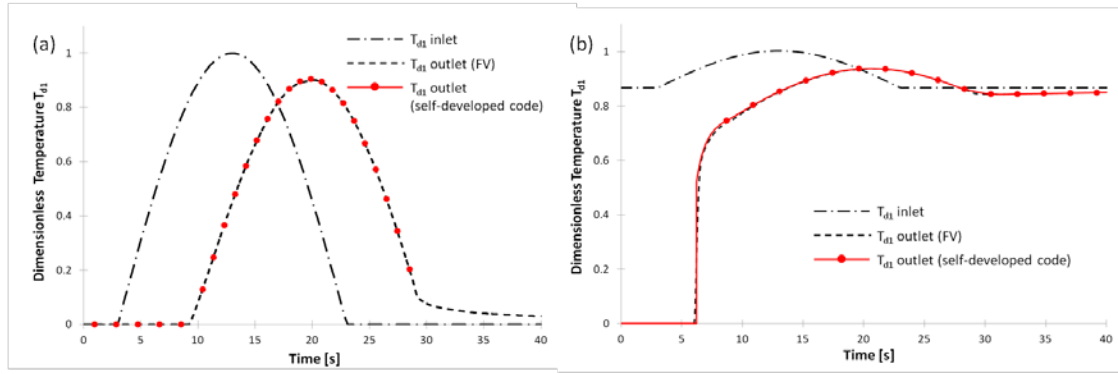 (a)
T_d1 inlet
T_d1 outlet (FV)
T_d1 outlet
(self-developed code)
Dimensionless Temperature T_d1
1
0.8
0.6
0.4
0.2
0
0 5 10 15 20 25 30 35 40
Time [s]
(b)
T_d1 inlet
T_d1 outlet (FV)
T_d1 outlet (self-developed code)
Dimensionless Temperature T_d1
1
0.8
0.6
0.4
0.2
0
0 5 10 15 20 25 30 35 40
Time [s]